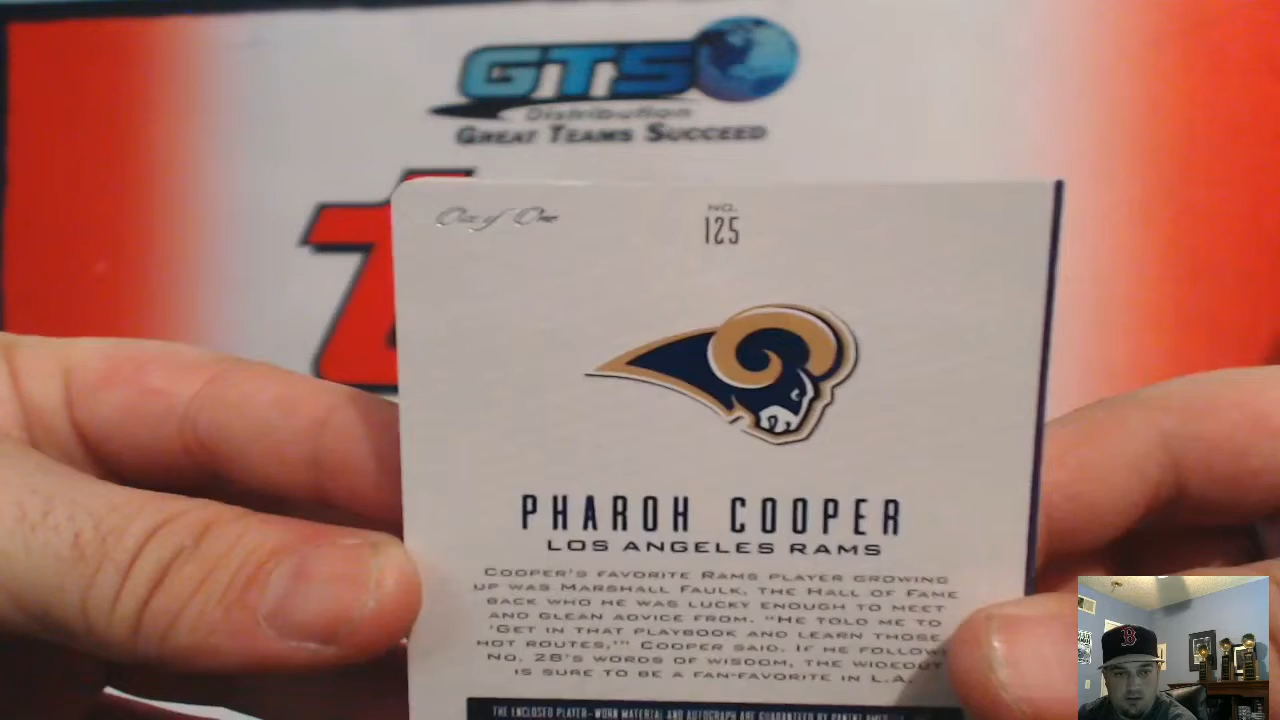 GTS
Distribution
GREAT TEAMS SUCCEED
One of One
NO.
125
PHAROH COOPER
LOS ANGELES RAMS
COOPER'S FAVORITE RAMS PLAYER GROWING
UP WAS MARSHALL FAULK, THE HALL OF FAME
BACK WHO HE WAS LUCKY ENOUGH TO MEET
AND GLEAN ADVICE FROM. "HE TOLD ME TO
'GET IN THAT PLAYBOOK AND LEARN THOSE
HOT ROUTES,'" COOPER SAID. IF HE FOLLOW
NO. 28'S WORDS OF WISDOM, THE WIDEOUT
IS SURE TO BE A FAN-FAVORITE IN L.A.
THE ENCLOSED PLAYER-WORN MATERIAL AND AUTOGRAPH ARE GUARANTEED BY PANINI
B